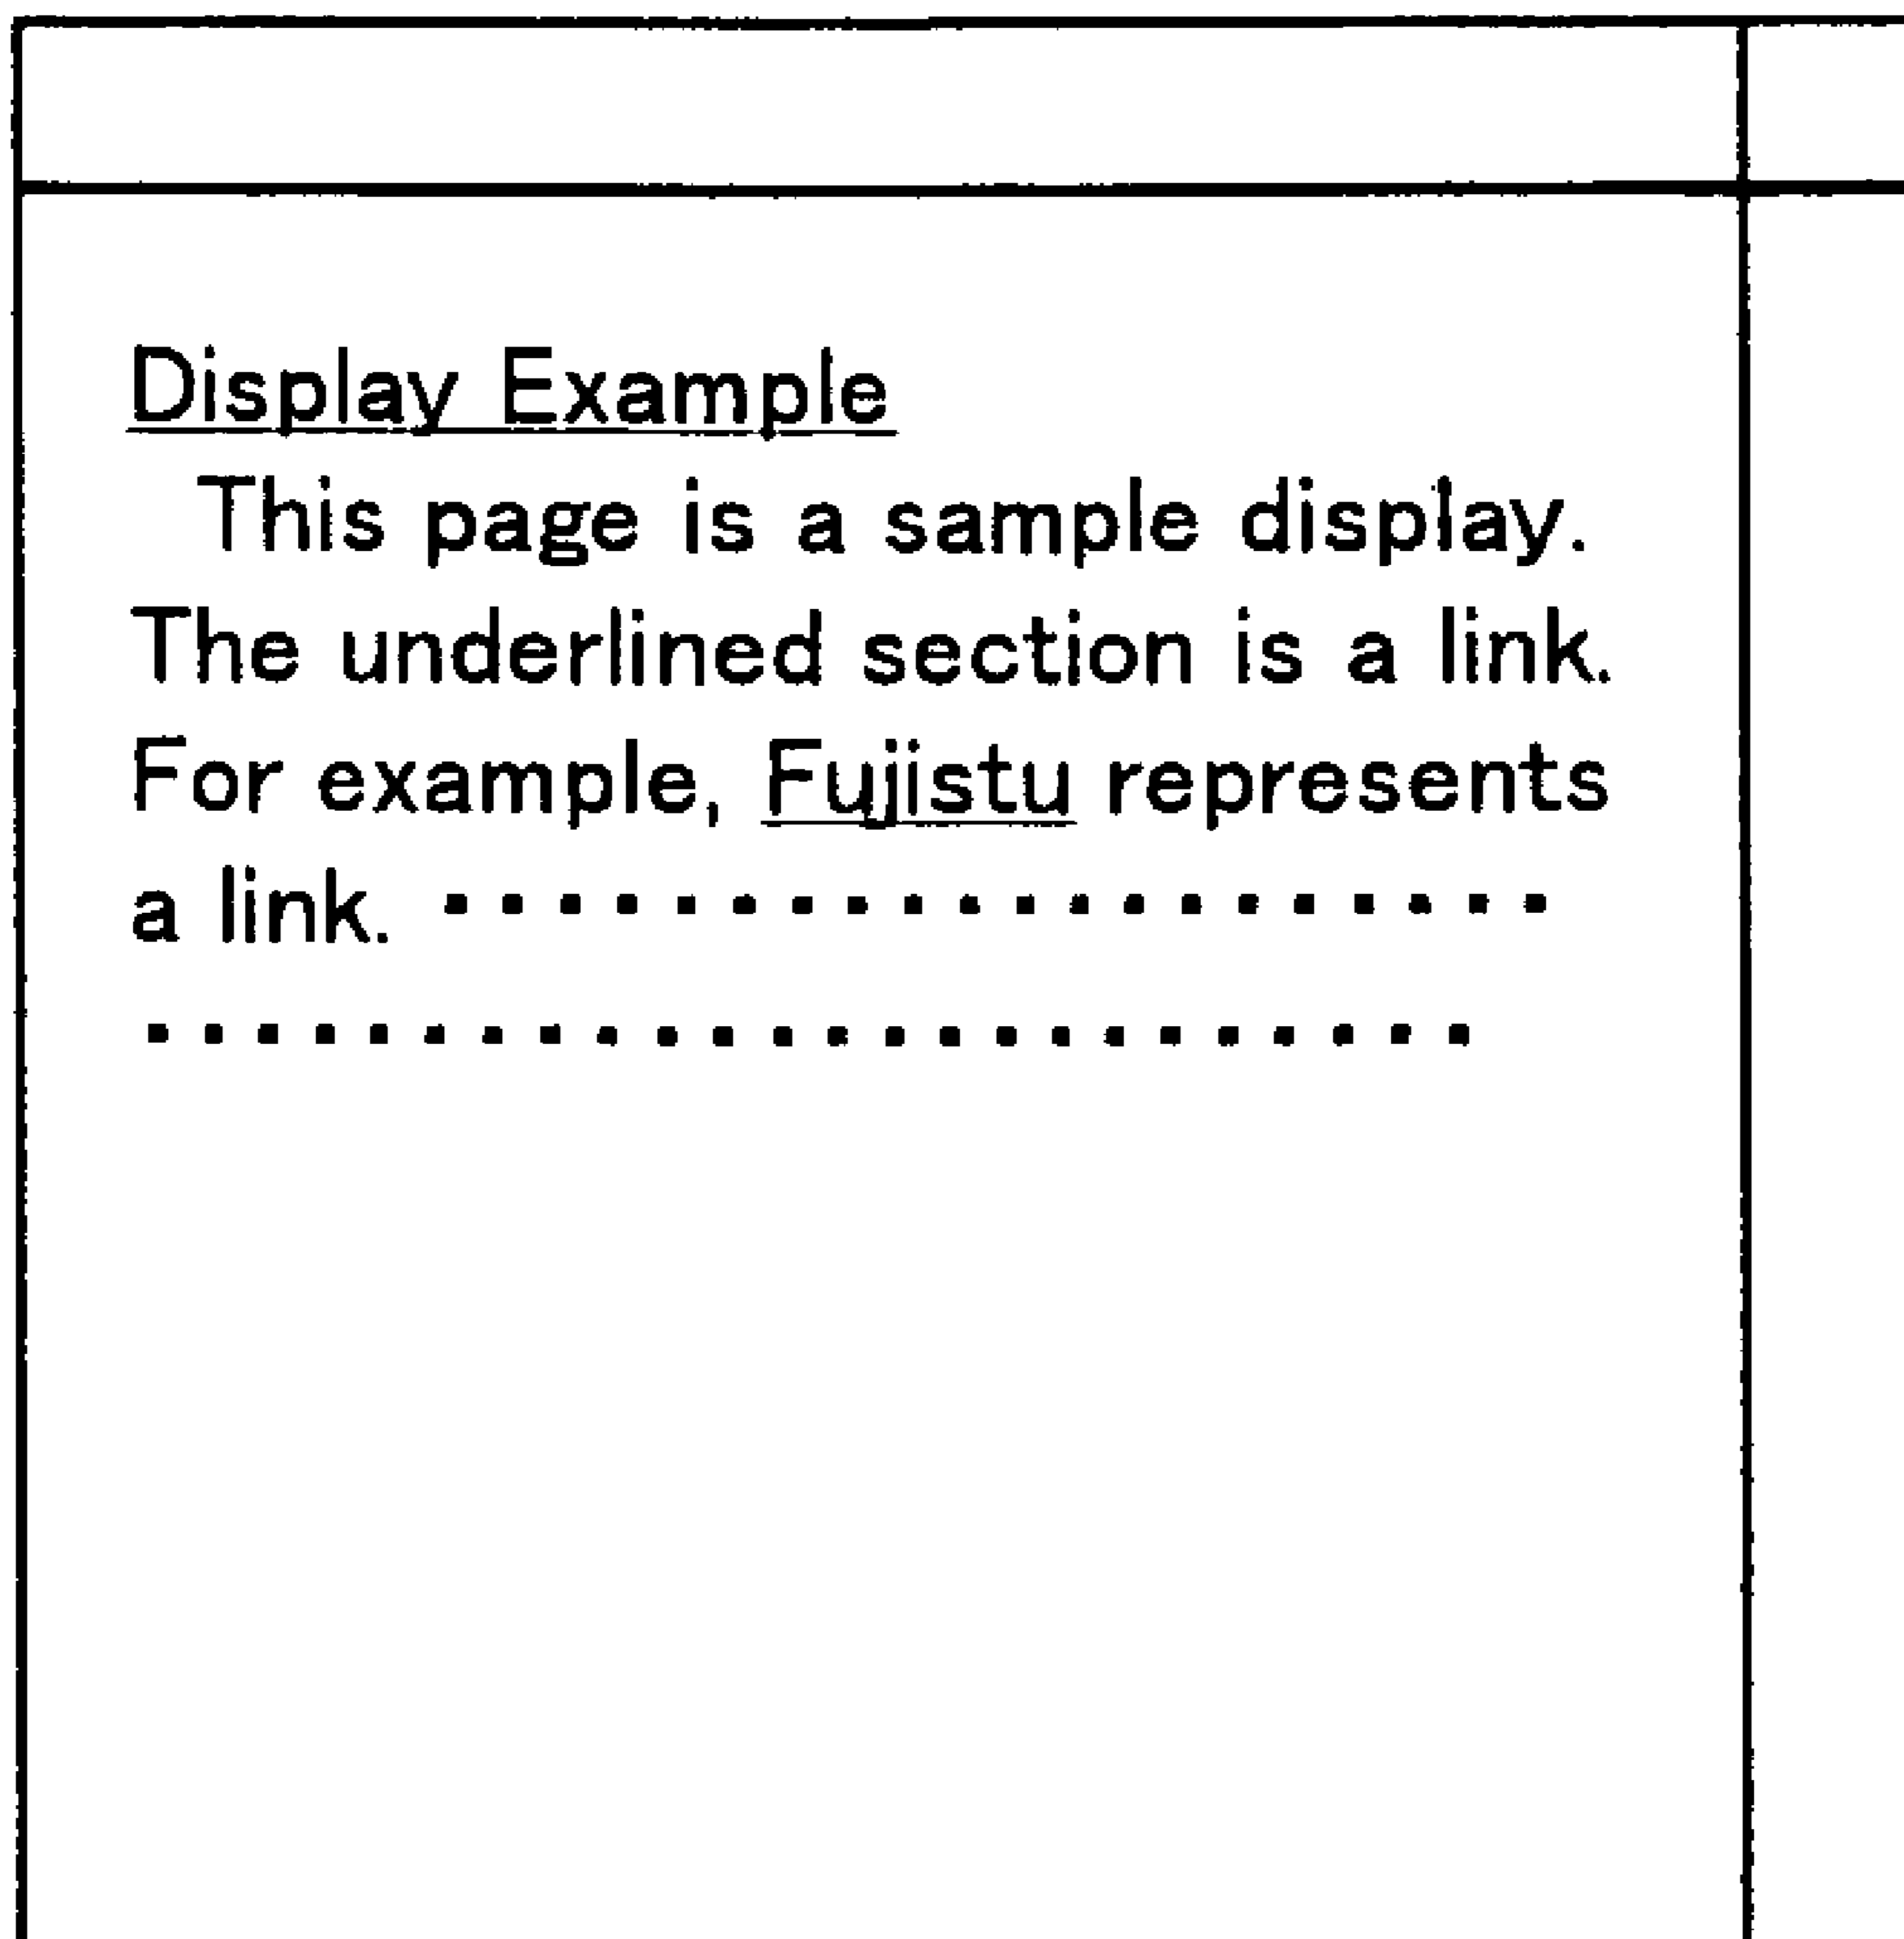 Display Example
This page is a sample display.
The underlined section is a link.
For example, Fujistu represents
a link. · · · · · · · · · · · · · · · · · · · ·
· · · · · · · · · · · · · · · · · · · · · · · ·